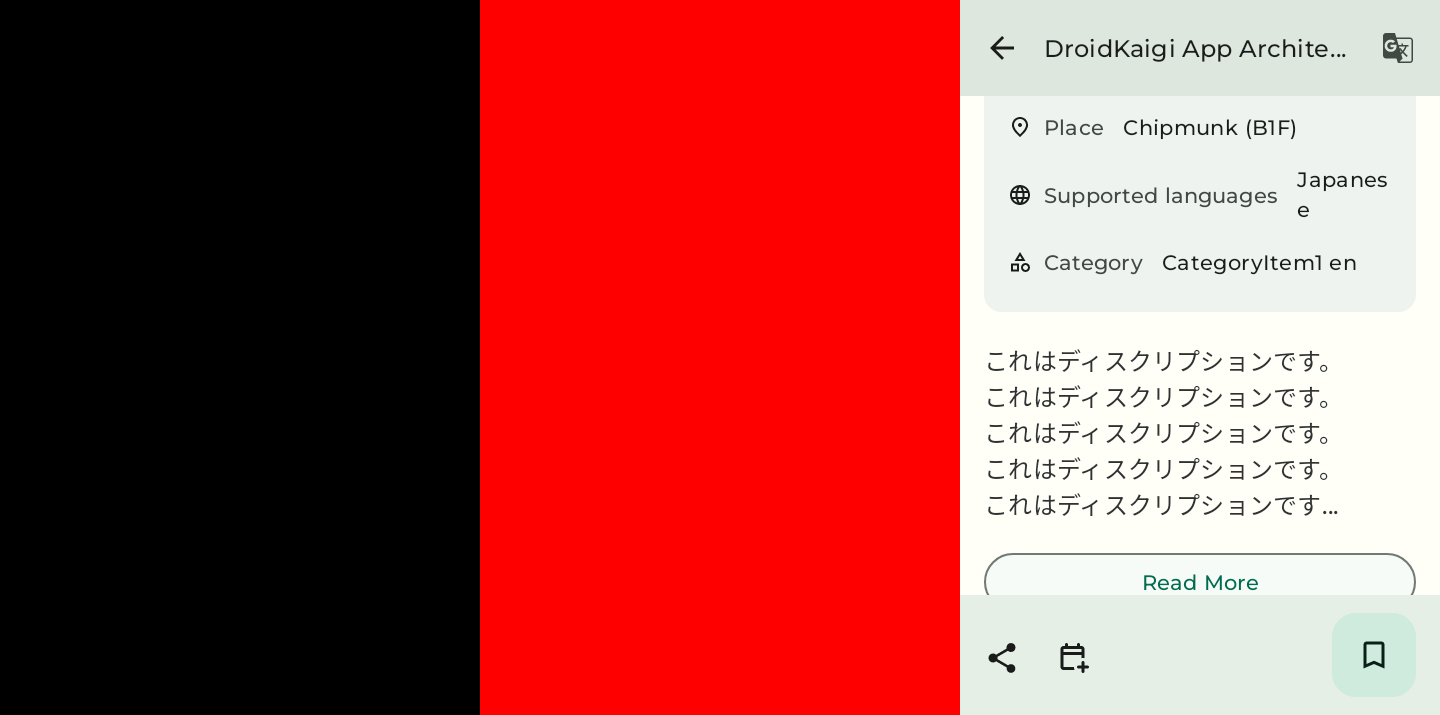 DroidKaigi App Archite...
Place Chipmunk (B1F)
Supported languages Japanes
e
Category CategoryItem1 en
これはディスクリプションです。
これはディスクリプションです。
これはディスクリプションです。
これはディスクリプションです。
これはディスクリプションです...
Read More